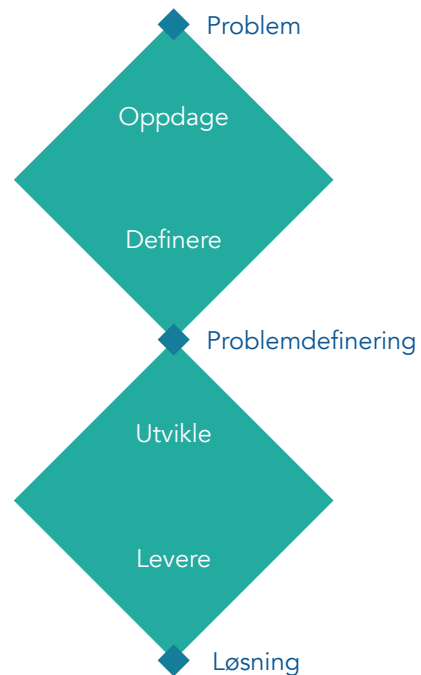 Problem
Oppdage
Definere
Problemdefinering
Utvikle
Levere
Løsning